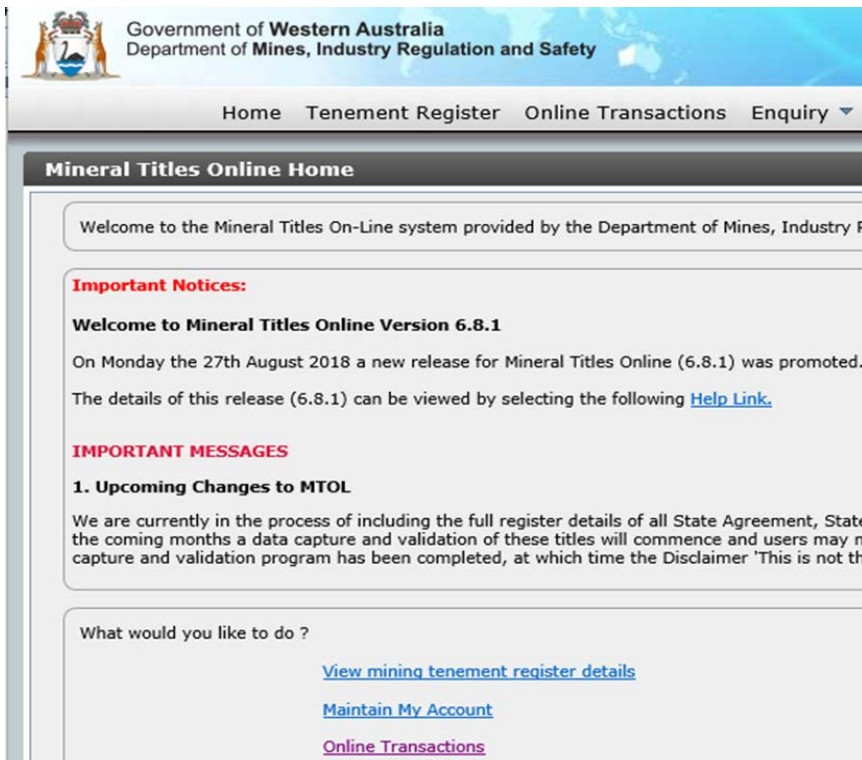 Government of Western Australia
Department of Mines, Industry Regulation and Safety
Home Tenement Register Online Transactions Enquiry
Mineral Titles Online Home
Welcome to the Mineral Titles On-Line system provided by the Department of Mines, Industry
Important Notices:
Welcome to Mineral Titles Online Version 6.8.1
On Monday the 27th August 2018 a new release for Mineral Titles Online (6.8.1) was promoted.
The details of this release (6.8.1) can be viewed by selecting the following Help Link.
IMPORTANT MESSAGES
1. Upcoming Changes to MTOL
We are currently in the process of including the full register details of all State Agreement, State
the coming months a data capture and validation of these titles will commence and users may
capture and validation program has been completed, at which time the Disclaimer 'This is not
What would you like to do ?
View mining tenement register details
Maintain My Account
Online Transactions